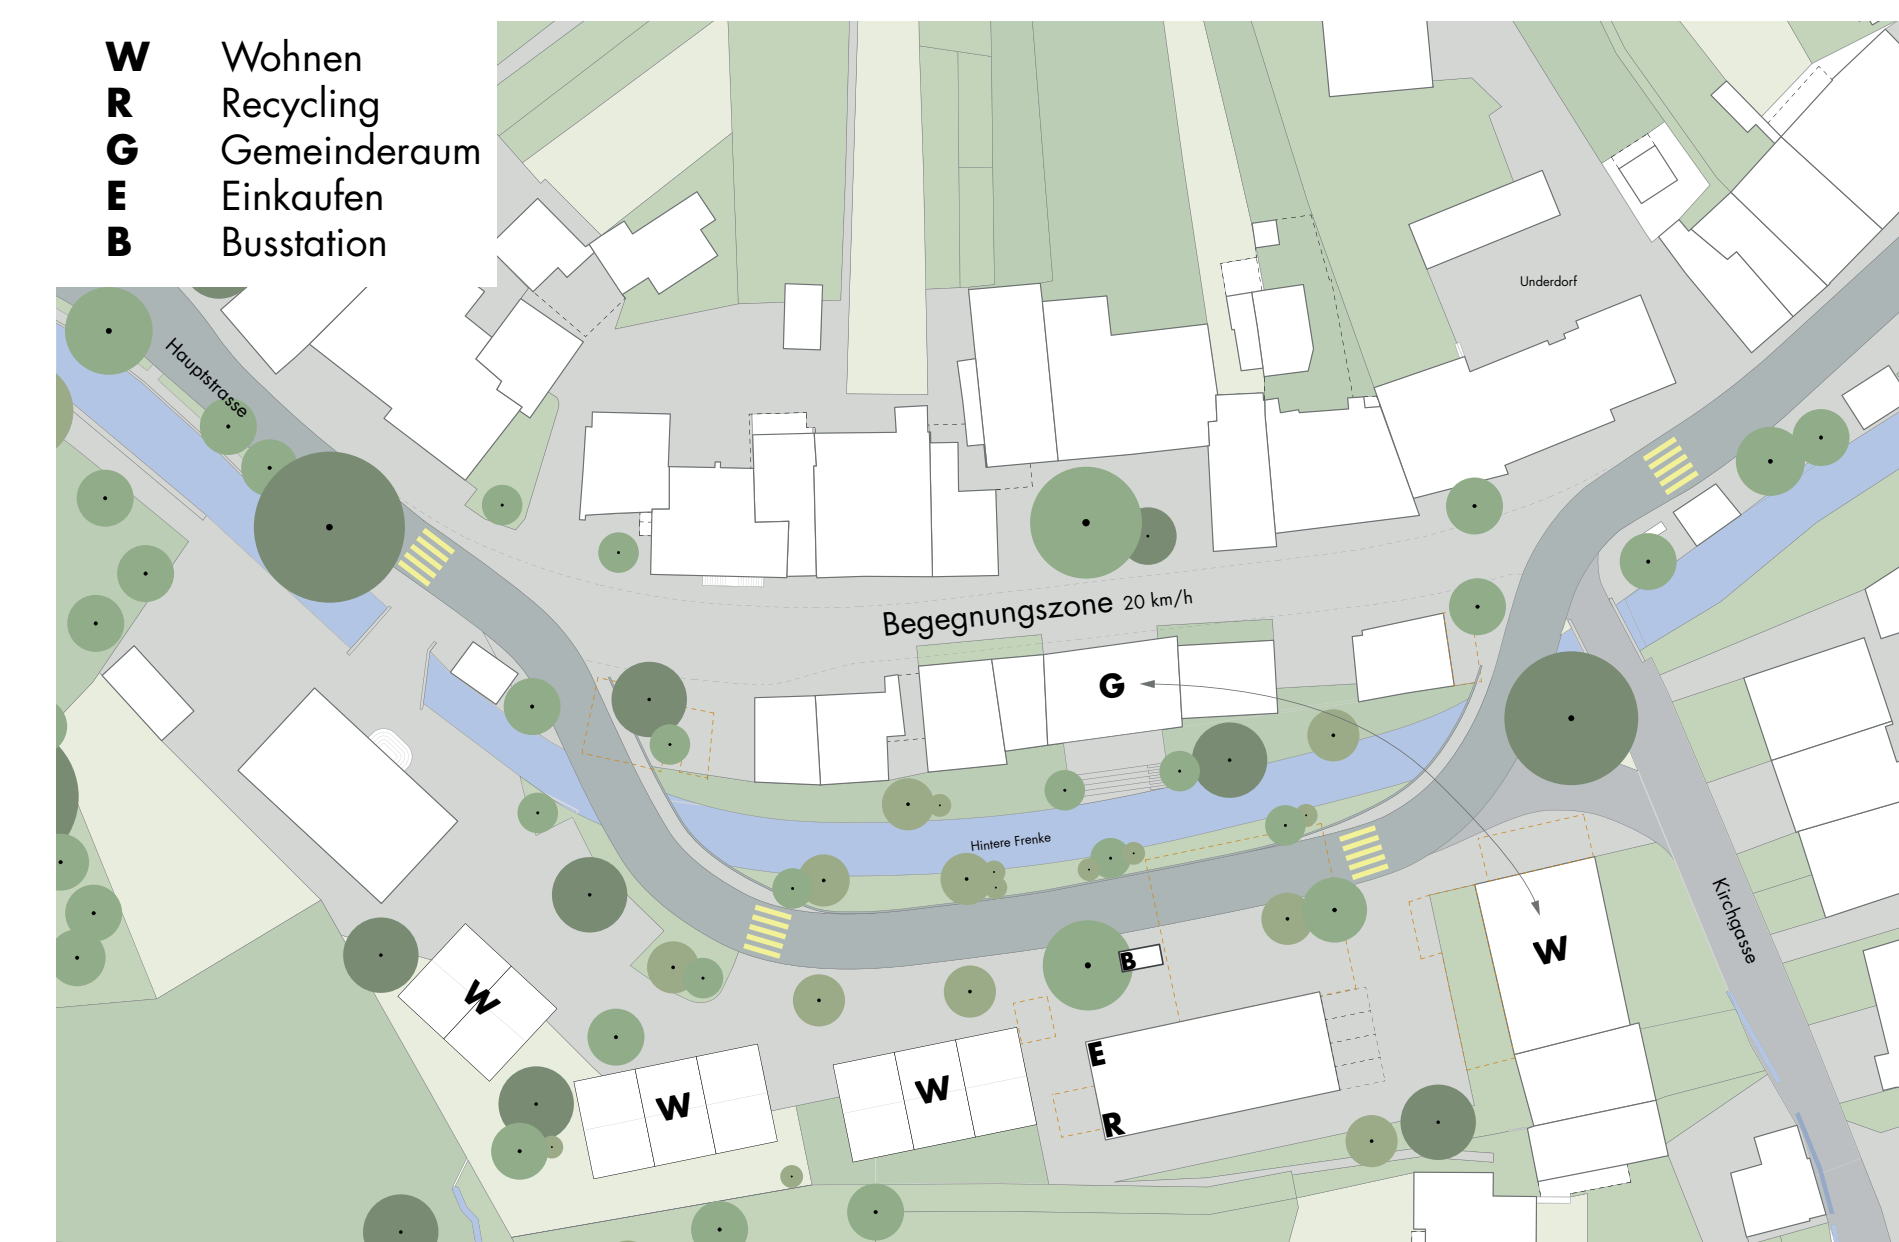 W Wohnen
R Recycling
G Gemeinderaum
E Einkaufen
B Busstation
Underdorf
Hauptstrasse
Begegnungszone 20 km/h
G
Hintere Frenke
Kirchgasse
W
B
W
E
W
W
R